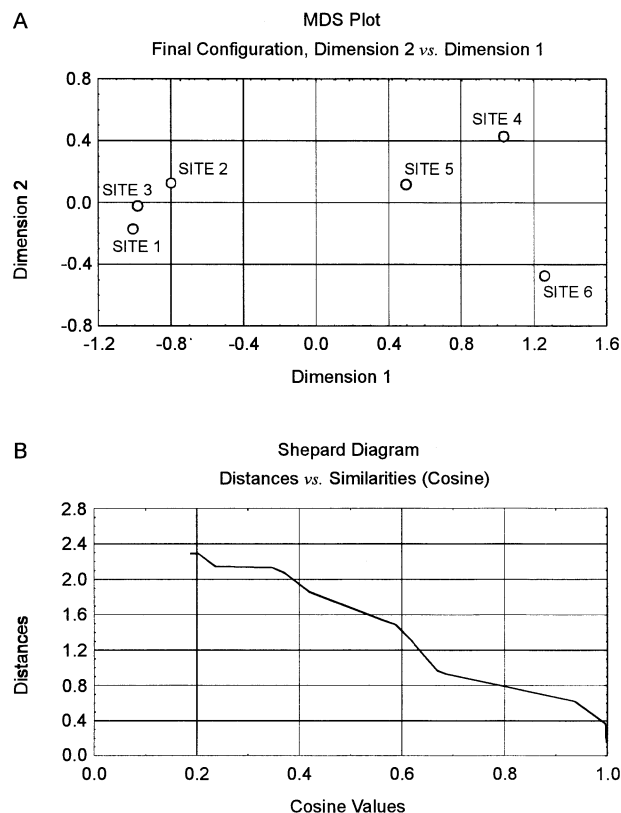 A
MDS Plot
Final Configuration, Dimension 2 vs. Dimension 1
0.8
0.4
0.0
-0.4
-0.8
Dimension 2
SITE 4
SITE 2
SITE 5
SITE 3
SITE 1
SITE 6
-1.2 -0.8 -0.4 0.0 0.4 0.8 1.2 1.6
Dimension 1
B
Shepard Diagram
Distances vs. Similarities (Cosine)
2.8
2.4
2.0
1.6
1.2
0.8
0.4
0.0
Distances
0.0 0.2 0.4 0.6 0.8 1.0
Cosine Values